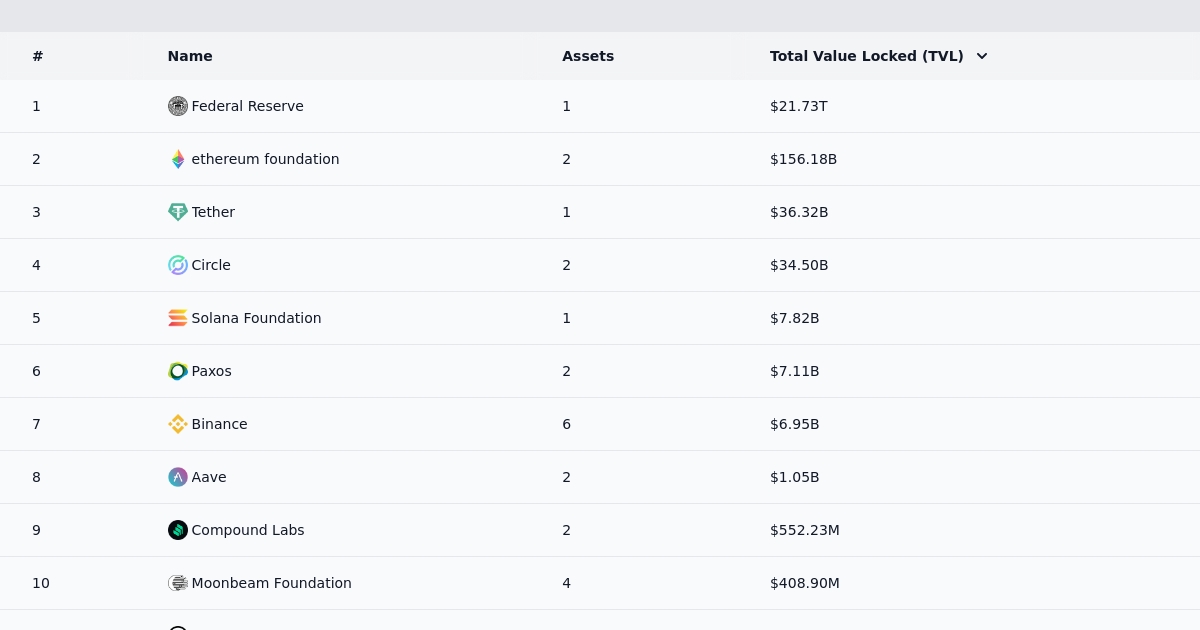 # Name Assets Total Value Locked (TVL)
1 Federal Reserve 1 $21.73T
2 ethereum foundation 2 $156.18B
3 Tether 1 $36.32B
4 Circle 2 $34.50B
5 Solana Foundation 1 $7.82B
6 Paxos 2 $7.11B
7 Binance 6 $6.95B
8 Aave 2 $1.05B
9 Compound Labs 2 $552.23M
10 Moonbeam Foundation 4 $408.90M